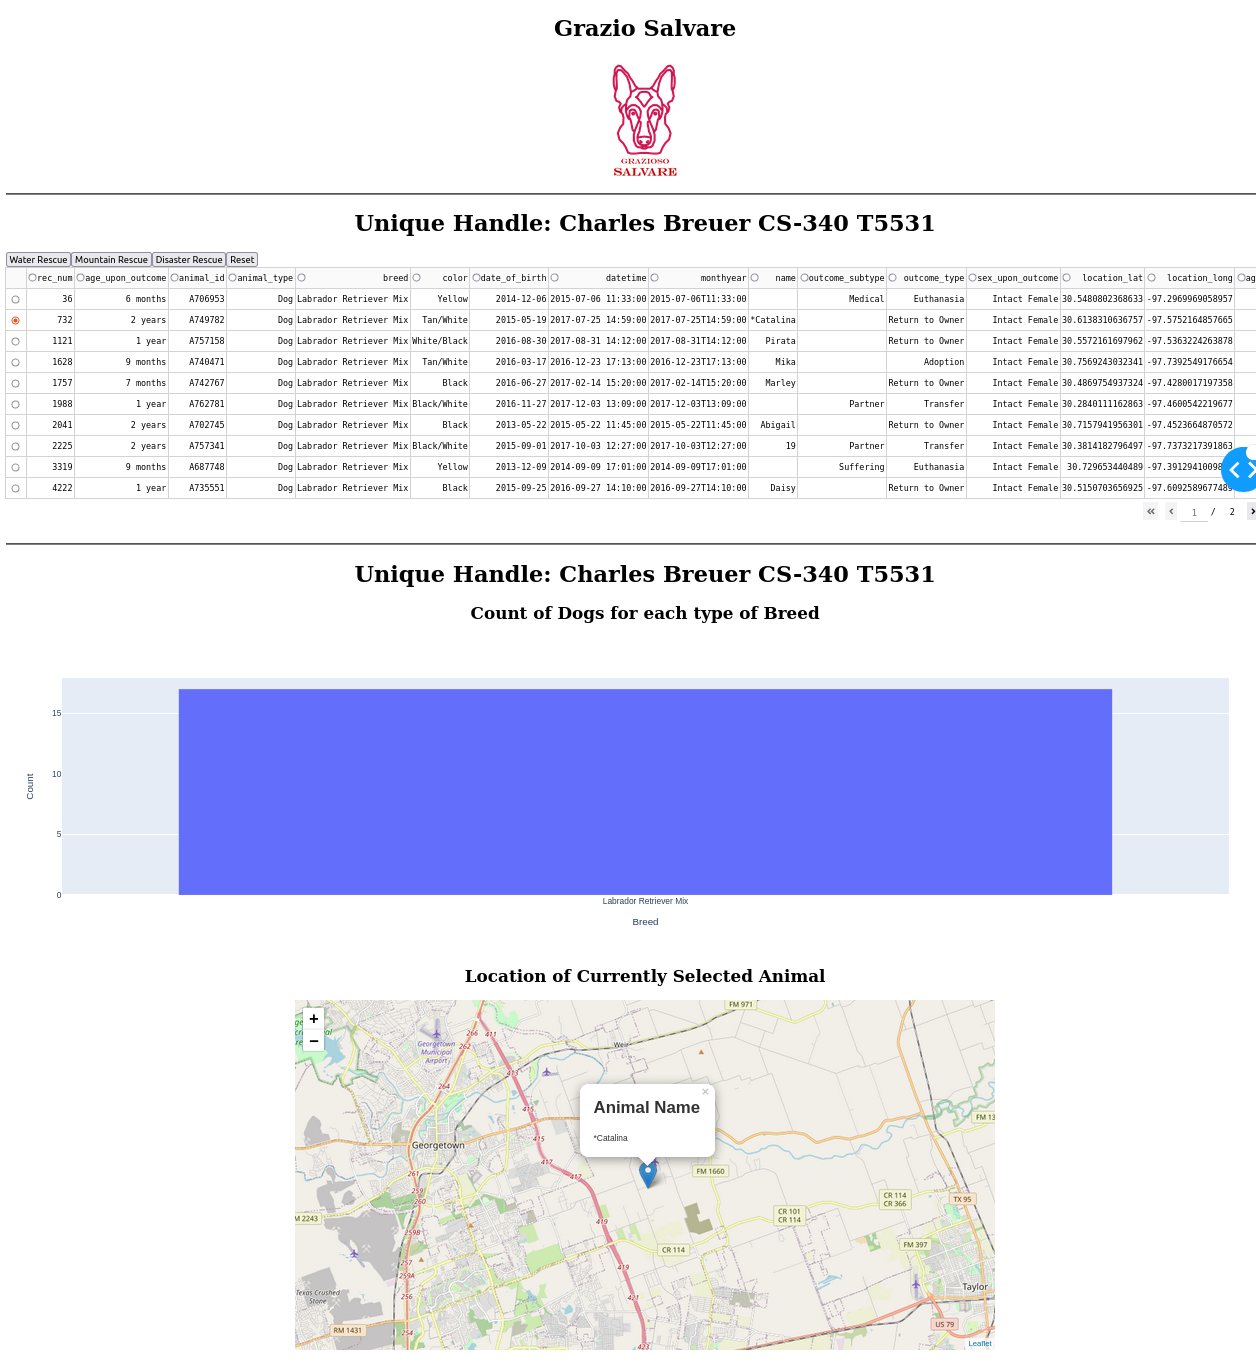 Grazio Salvare
GRAZIOSO
SALVARE
Unique Handle: Charles Breuer CS-340 T5531
Water Rescue Mountain Rescue Disaster Rescue Reset
rec_num age_upon_outcome animal_id animal_type breed color date_of_birth datetime monthyear name outcome_subtype outcome_type sex_upon_outcome location_lat location_long ag
36 6 months A706953 Dog Labrador Retriever Mix Yellow 2014-12-06 2015-07-06 11:33:00 2015-07-06T11:33:00 Medical Euthanasia Intact Female 30.5480802368633 -97.2969969058957
732 2 years A749782 Dog Labrador Retriever Mix Tan/White 2015-05-19 2017-07-25 14:59:00 2017-07-25T14:59:00 *Catalina Return to Owner Intact Female 30.6138310636757 -97.5752164857665
1121 1 year A757158 Dog Labrador Retriever Mix White/Black 2016-08-30 2017-08-31 14:12:00 2017-08-31T14:12:00 Pirata Return to Owner Intact Female 30.5572161697962 -97.5363224263878
1628 9 months A740471 Dog Labrador Retriever Mix Tan/White 2016-03-17 2016-12-23 17:13:00 2016-12-23T17:13:00 Mika Adoption Intact Female 30.7569243032341 -97.7392549176654
1757 7 months A742767 Dog Labrador Retriever Mix Black 2016-06-27 2017-02-14 15:20:00 2017-02-14T15:20:00 Marley Return to Owner Intact Female 30.4869754937324 -97.4280017197358
1988 1 year A762781 Dog Labrador Retriever Mix Black/White 2016-11-27 2017-12-03 13:09:00 2017-12-03T13:09:00 Partner Transfer Intact Female 30.2840111162863 -97.4600542219677
2041 2 years A702745 Dog Labrador Retriever Mix Black 2013-05-22 2015-05-22 11:45:00 2015-05-22T11:45:00 Abigail Return to Owner Intact Female 30.7157941956301 -97.4523664870572
2225 2 years A757341 Dog Labrador Retriever Mix Black/White 2015-09-01 2017-10-03 12:27:00 2017-10-03T12:27:00 19 Partner Transfer Intact Female 30.3814182796497 -97.7373217391863
3319 9 months A687748 Dog Labrador Retriever Mix Yellow 2013-12-09 2014-09-09 17:01:00 2014-09-09T17:01:00 Suffering Euthanasia Intact Female 30.729653440489
4222 1 year A735551 Dog Labrador Retriever Mix Black 2015-09-25 2016-09-27 14:10:00 2016-09-27T14:10:00 Daisy Return to Owner Intact Female 30.5150703656925 -97.6092589677489
1 / 2
Unique Handle: Charles Breuer CS-340 T5531
Count of Dogs for each type of Breed
15
10
5
0
Count
Labrador Retriever Mix
Breed
Location of Currently Selected Animal
+
−
FM 971
266
411
262
Georgetown
Municipal
Airport
Weir
413
264
Animal Name
*Catalina
415
FM 13
415
Georgetown
417
417
261
259
260
FM 1660
CR 114
CR 366
TX 95
M 2243
419
CR 101
CR 114
259B
FM 397
CR 114
257
419
259A
Texas Crushed
Stone
256
421
Taylor
RM 1431
254
US 79
423
Leaflet